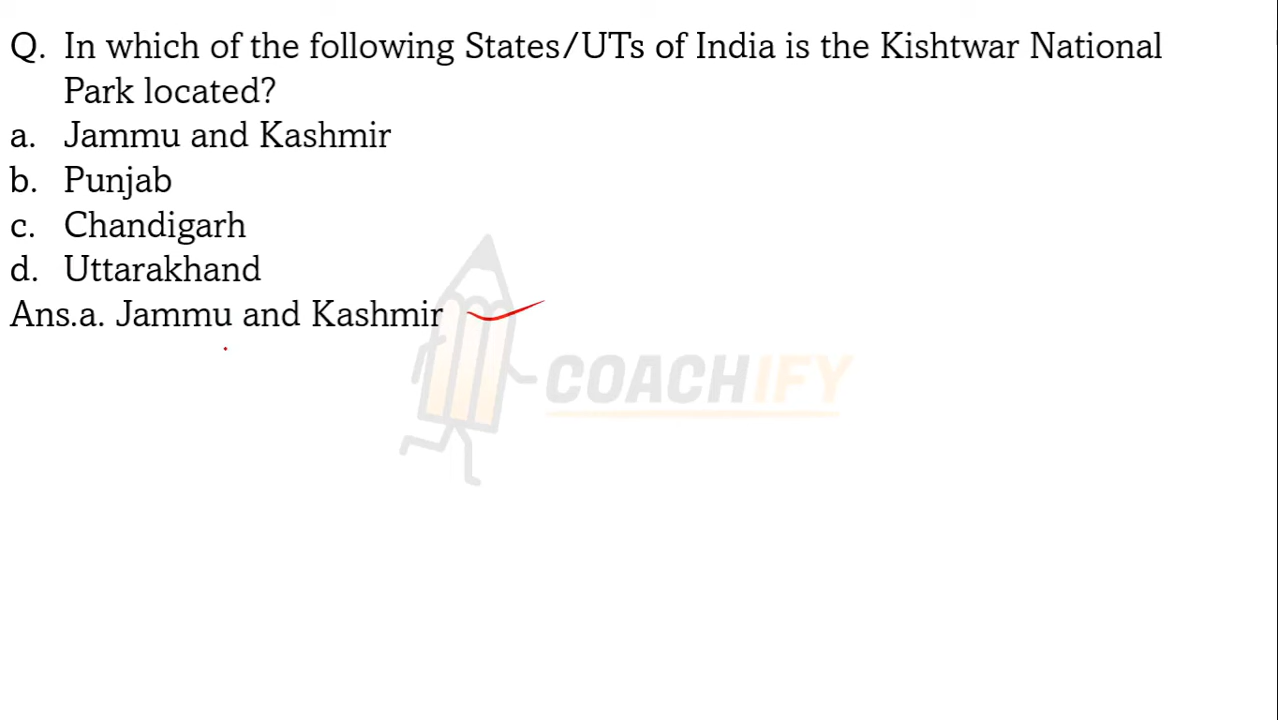 Q. In which of the following States/UTs of India is the Kishtwar National
Park located?
a. Jammu and Kashmir
b. Punjab
c. Chandigarh
d. Uttarakhand
Ans.a. Jammu and Kashmir
COACHIFY